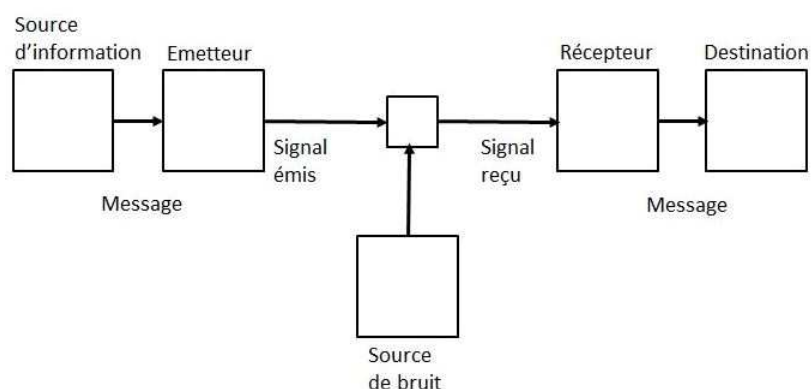 Source
d'information
Emetteur
Récepteur
Destination
Signal
émis
Signal
reçu
Message
Message
Source
de bruit